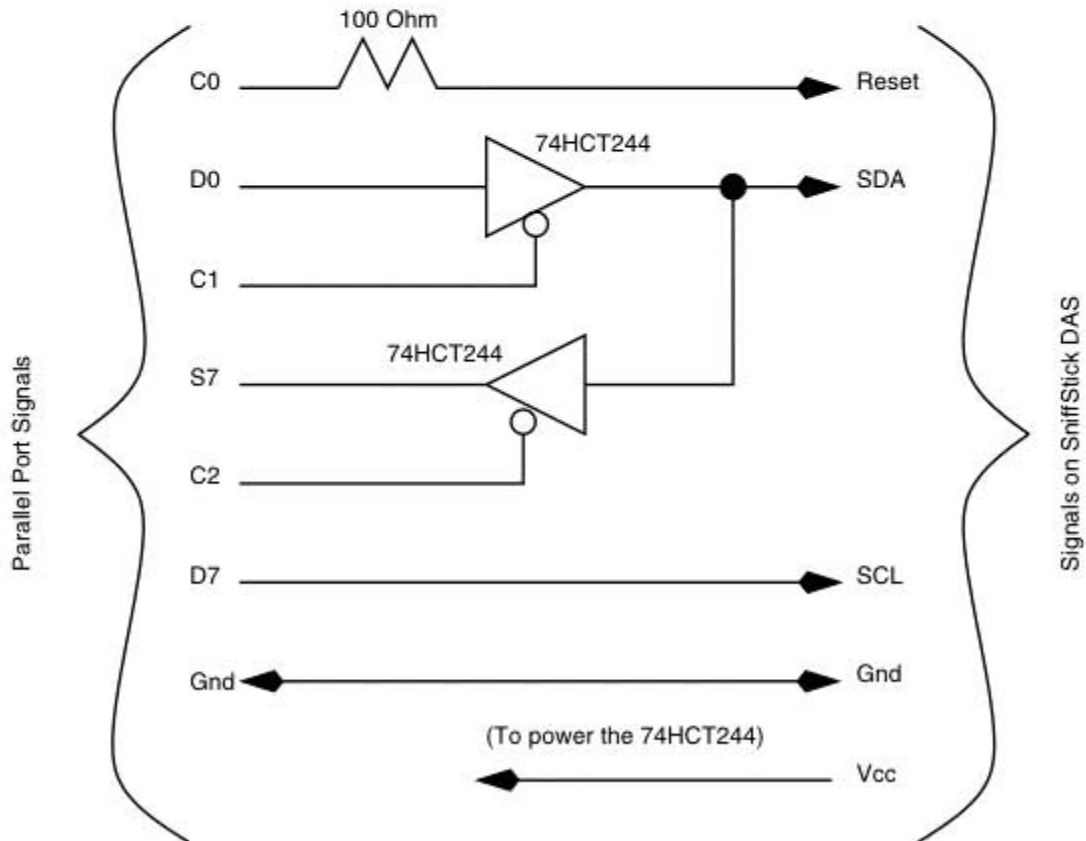 100 Ohm
C0
Reset
74HCT244
D0
SDA
C1
74HCT244
S7
C2
D7
SCL
Gnd
Gnd
(To power the 74HCT244)
Vcc
Parallel Port Signals
Signals on SniffStick DAS